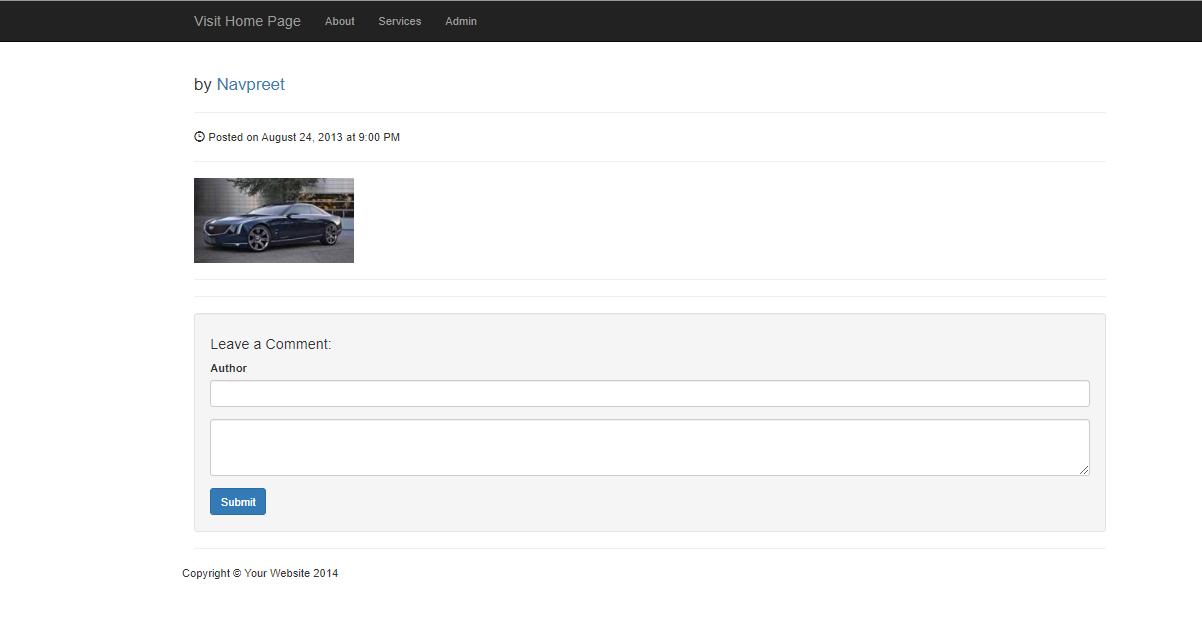 Visit Home Page About Services Admin
by Navpreet
Posted on August 24, 2013 at 9:00 PM
Leave a Comment:
Author
Submit
Copyright © Your Website 2014